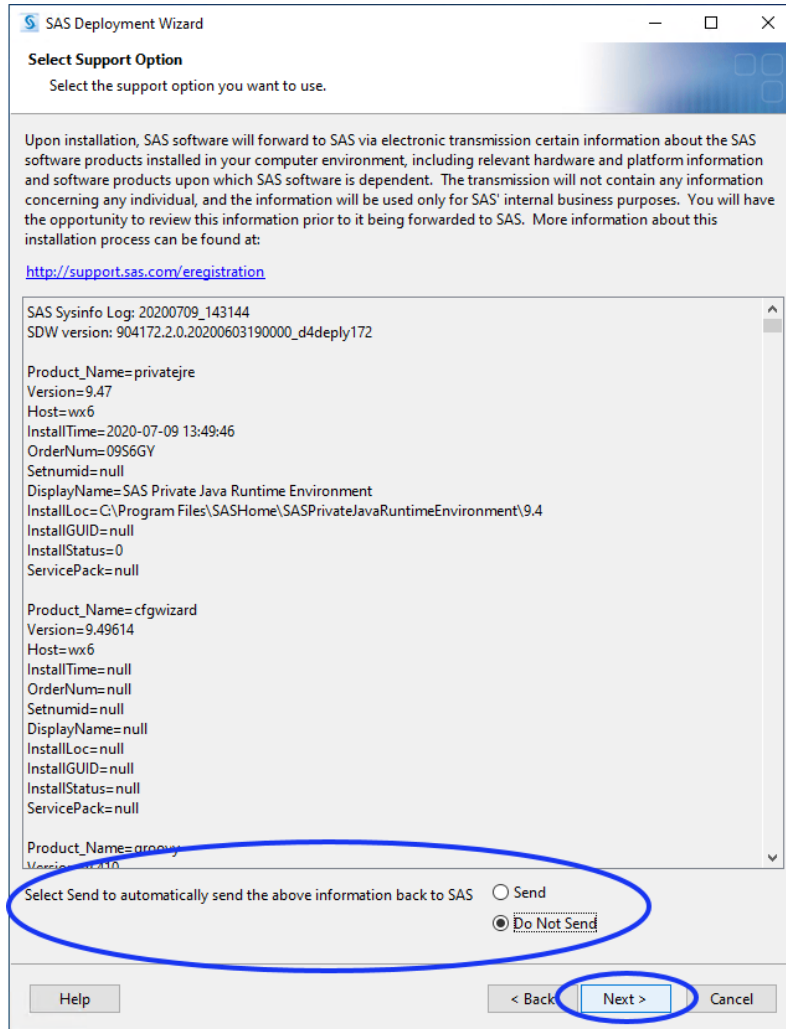 SAS Deployment Wizard
Select Support Option
Select the support option you want to use.
Upon installation, SAS software will forward to SAS via electronic transmission certain information about the SAS
software products installed in your computer environment, including relevant hardware and platform information
and software products upon which SAS software is dependent.  The transmission will not contain any information
concerning any individual, and the information will be used only for SAS' internal business purposes.  You will have
the opportunity to review this information prior to it being forwarded to SAS.  More information about this
installation process can be found at:
http://support.sas.com/eregistration
SAS Sysinfo Log: 20200709_143144
SDW version: 904172.2.0.20200603190000_d4deply172
Product_Name=privatejre
Version=9.47
Host=wx6
InstallTime=2020-07-09 13:49:46
OrderNum=09S6GY
Setnumid=null
DisplayName=SAS Private Java Runtime Environment
InstallLoc=C:\Program Files\SASHome\SASPrivateJavaRuntimeEnvironment\9.4
InstallGUID=null
InstallStatus=0
ServicePack=null
Product_Name=cfgwizard
Version=9.49614
Host=wx6
InstallTime=null
OrderNum=null
Setnumid=null
DisplayName=null
InstallLoc=null
InstallGUID=null
InstallStatus=null
ServicePack=null
Product_Name=groovy
Select Send to automatically send the above information back to SAS
Send
Do Not Send
Help
< Back
Next >
Cancel